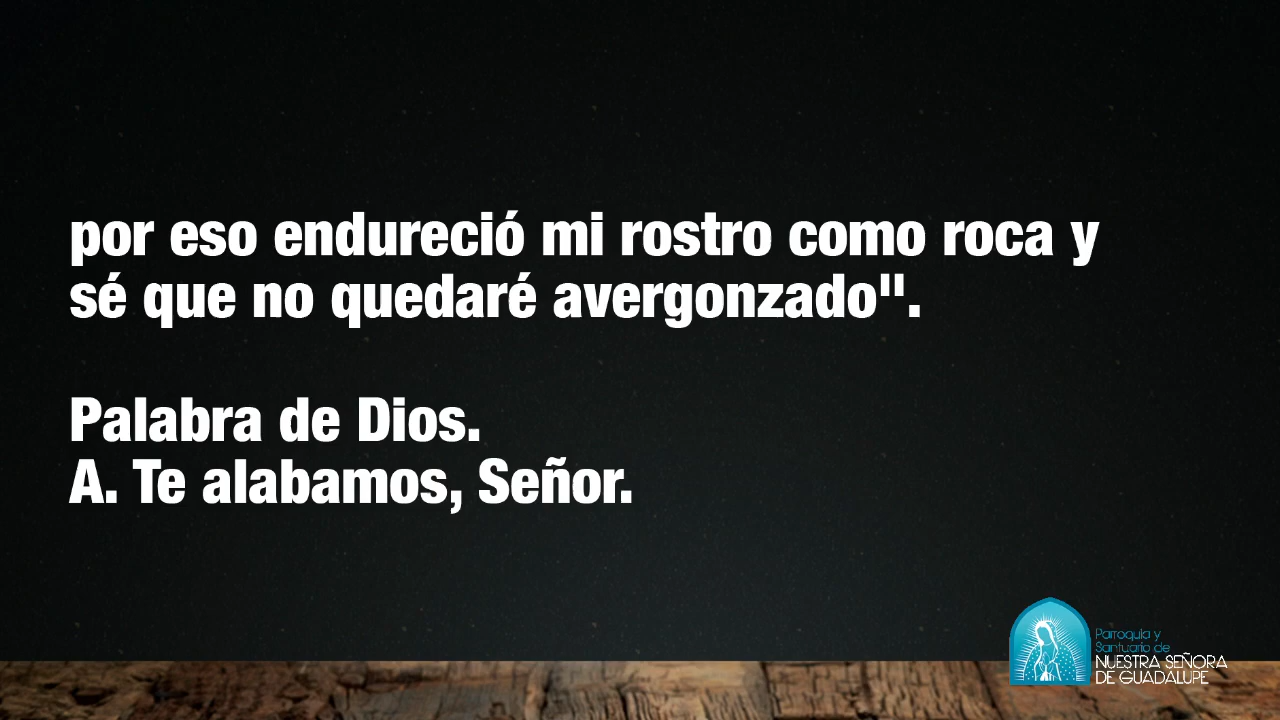 por eso endureció mi rostro como roca y
sé que no quedaré avergonzado".
Palabra de Dios.
A. Te alabamos, Señor.
Parroquia y
Santuario de
NUESTRA SEÑORA
DE GUADALUPE